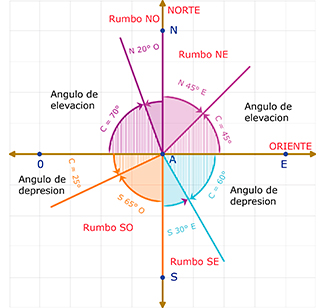 NORTE
Rumbo NO
N
Rumbo NE
N 20° O
N 45° E
Angulo de
elevacion
Angulo de
elevacion
C = 70°
C = 45°
ORIENTE
O
A
E
Angulo de
depresion
C = 25°
S 65° O
C = 60°
Angulo de
depresion
S 30° E
Rumbo SO
Rumbo SE
S